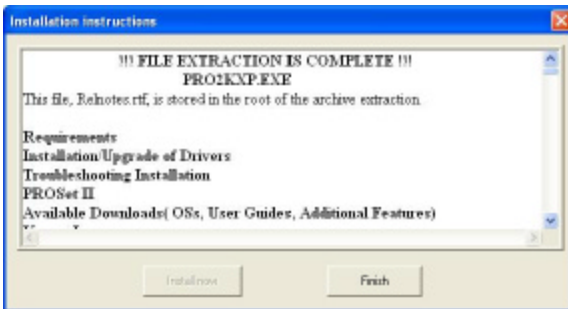 Installation instructions
!!! FILE EXTRACTION IS COMPLETE !!!
PRO2KXP.EXE
This file, Relnotes.rtf, is stored in the root of the archive extraction
Requirements
Installation/Upgrade of Drivers
Troubleshooting Installation
PROSet II
Available Downloads( OSs, User Guides, Additional Features)
Install now
Finish